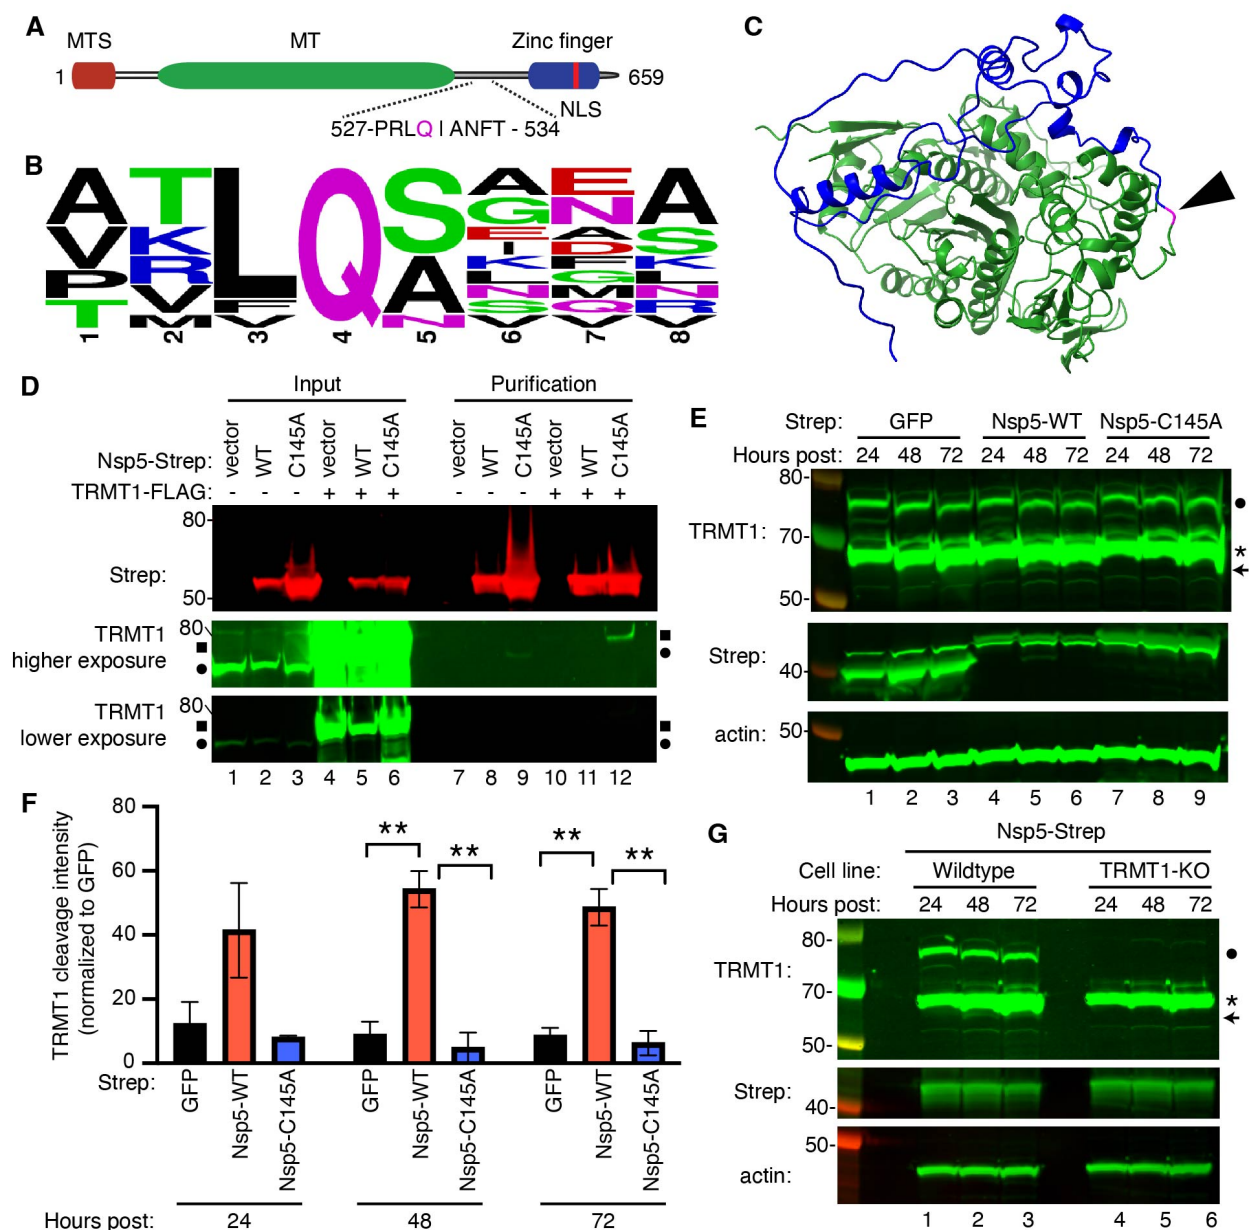 A
MTS
MT
Zinc finger
1
659
NLS
527-PRLQ | ANFT - 534
B
A T L Q S A E A
V K F A G N S
P R V N E A K
T V I D L
M K F N
L G R
N M V
S Q
V V
1 2 3 4 5 6 7 8
C
D
Input
Purification
Nsp5-Strep: vector WT C145A vector WT C145A vector WT C145A vector WT C145A
TRMT1-FLAG: - - - + + + - - - + + +
80-
Strep:
50-
TRMT1
higher exposure
80
TRMT1
lower exposure
80
1 2 3 4 5 6 7 8 9 10 11 12
E
Strep: GFP Nsp5-WT Nsp5-C145A
Hours post: 24 48 72 24 48 72 24 48 72
80-
TRMT1: 70-
*
50-
Strep:
40-
actin: 50-
1 2 3 4 5 6 7 8 9
F
TRMT1 cleavage intensity
(normalized to GFP)
80
60
40
20
0
** ** ** **
Strep: GFP Nsp5-WT Nsp5-C145A GFP Nsp5-WT Nsp5-C145A GFP Nsp5-WT Nsp5-C145A
Hours post: 24 48 72
G
Nsp5-Strep
Cell line: Wildtype TRMT1-KO
Hours post: 24 48 72 24 48 72
80-
TRMT1:
70-
*
50-
Strep:
40-
50-
actin:
1 2 3 4 5 6